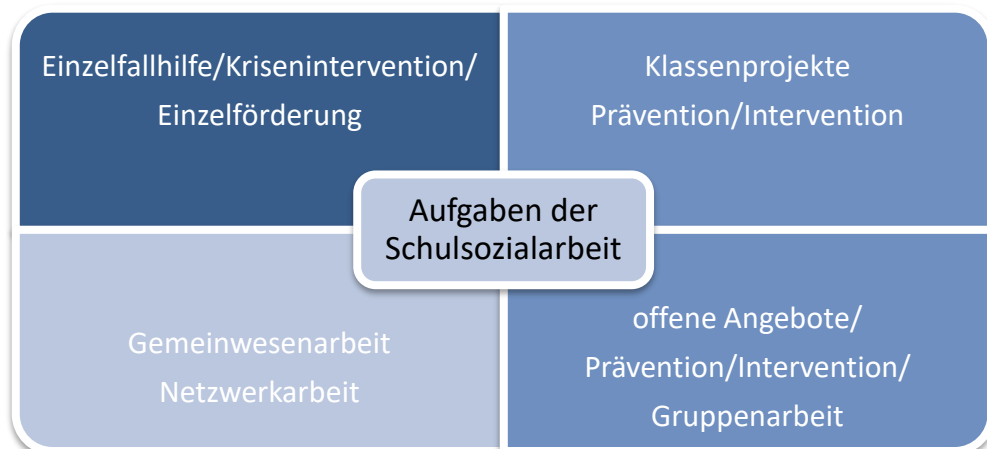 Einzelfallhilfe/Krisenintervention/
Einzelförderung
Klassenprojekte
Prävention/Intervention
Aufgaben der
Schulsozialarbeit
Gemeinwesenarbeit
Netzwerkarbeit
offene Angebote/
Prävention/Intervention/
Gruppenarbeit